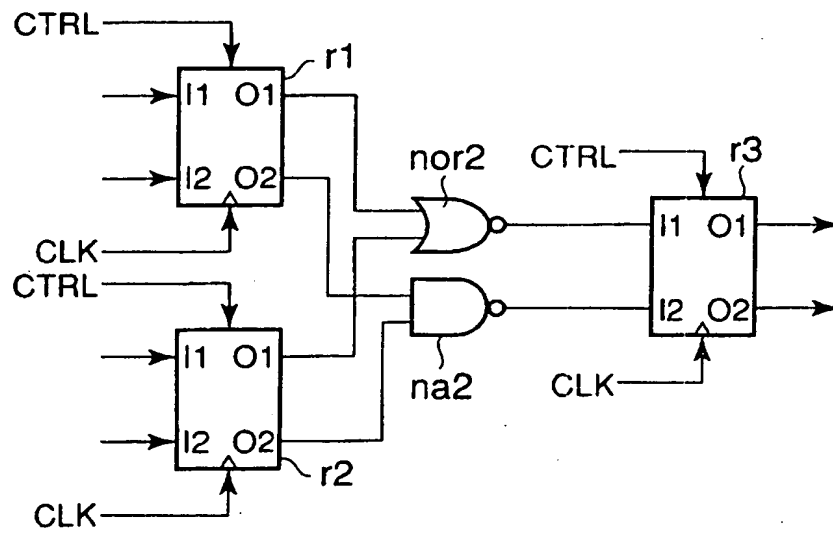 CTRL
r1
I1 O1
I2 O2
CLK
CTRL
I1 O1
I2 O2
r2
CLK
nor2
na2
CTRL
r3
I1 O1
I2 O2
CLK